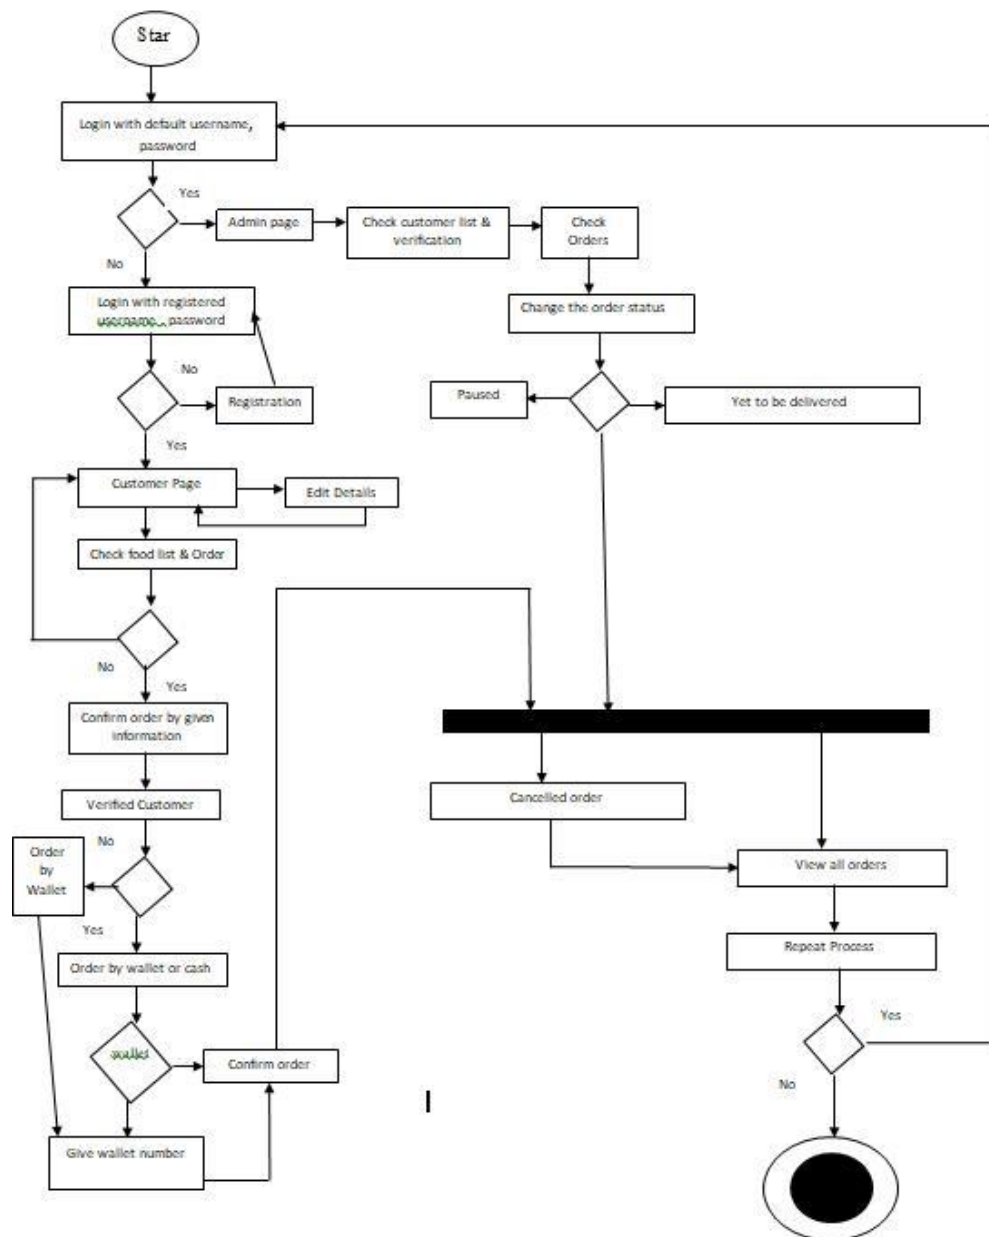 Star
Login with default username,
password
Yes
Admin page
Check customer list &
verification
Check
Orders
No
Login with registered
username , password
Change the order status
No
Registration
Paused
Yet to be delivered
Yes
Customer Page
Edit Details
Check food list & Order
No
Yes
Confirm order by given
information
Verified Customer
Cancelled order
No
Order
by
Wallet
View all orders
Yes
Order by wallet or cash
Repeat Process
Yes
wallet
Confirm order
No
Give wallet number